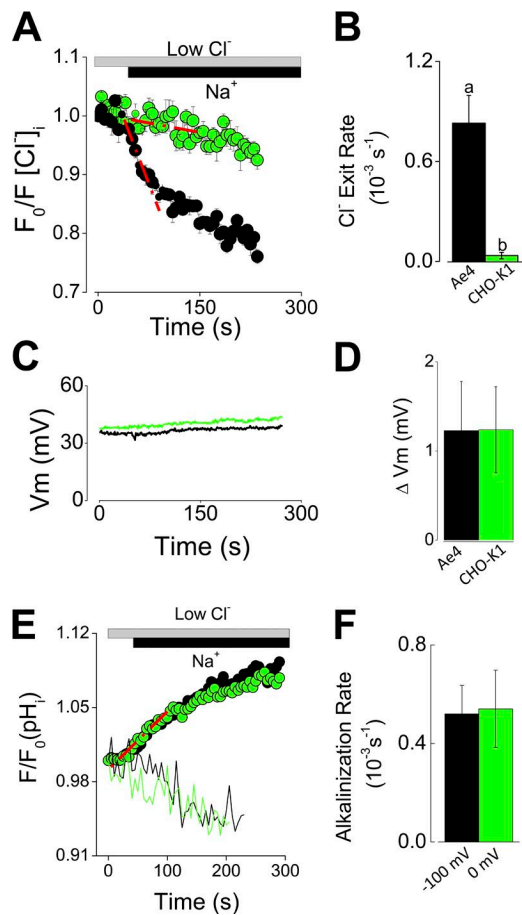 A
Low Cl-
Na+
F0/F [Cl-]i
1.1
1.0
0.9
0.8
0.7
0
150
300
Time (s)
B
Cl- Exit Rate
(10-3 s-1)
1.2
0.6
0.0
a
b
Ae4
CHO-K1
C
Vm (mV)
60
30
0
0
150
300
Time (s)
D
Δ Vm (mV)
2
1
0
Ae4
CHO-K1
E
Low Cl-
Na+
F/F0(pHi)
1.12
1.05
0.98
0.91
0
100
200
300
Time (s)
F
Alkalinization Rate
(10-3s-1)
0.8
0.4
0.0
-100 mV
0 mV